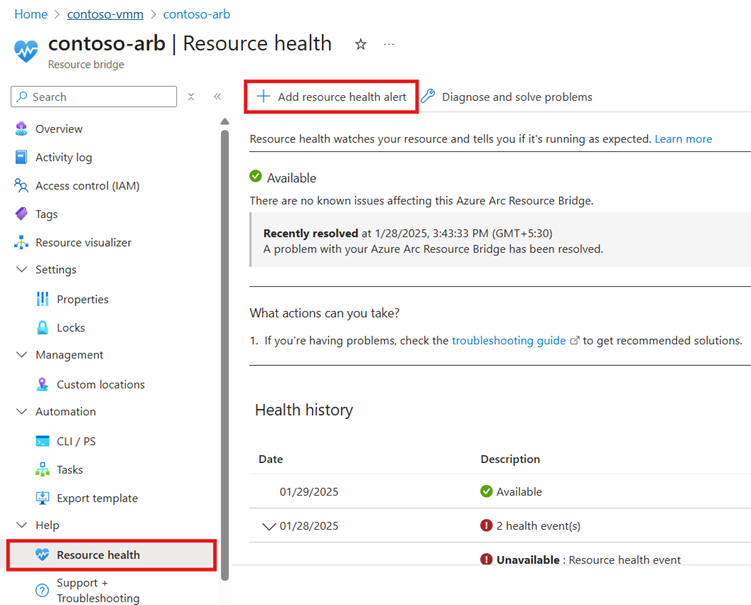 Home > contoso-vmm > contoso-arb
contoso-arb | Resource health
Resource bridge
Search
Overview
Activity log
Access control (IAM)
Tags
Resource visualizer
Settings
Properties
Locks
Management
Custom locations
Automation
CLI / PS
Tasks
Export template
Help
Resource health
Support +
Troubleshooting
Add resource health alert
Diagnose and solve problems
Resource health watches your resource and tells you if it's running as expected. Learn more
Available
There are no known issues affecting this Azure Arc Resource Bridge.
Recently resolved at 1/28/2025, 3:43:33 PM (GMT+5:30)
A problem with your Azure Arc Resource Bridge has been resolved.
What actions can you take?
1. If you're having problems, check the troubleshooting guide to get recommended solutions.
Health history
Date Description
01/29/2025 Available
01/28/2025 2 health event(s)
Unavailable : Resource health event